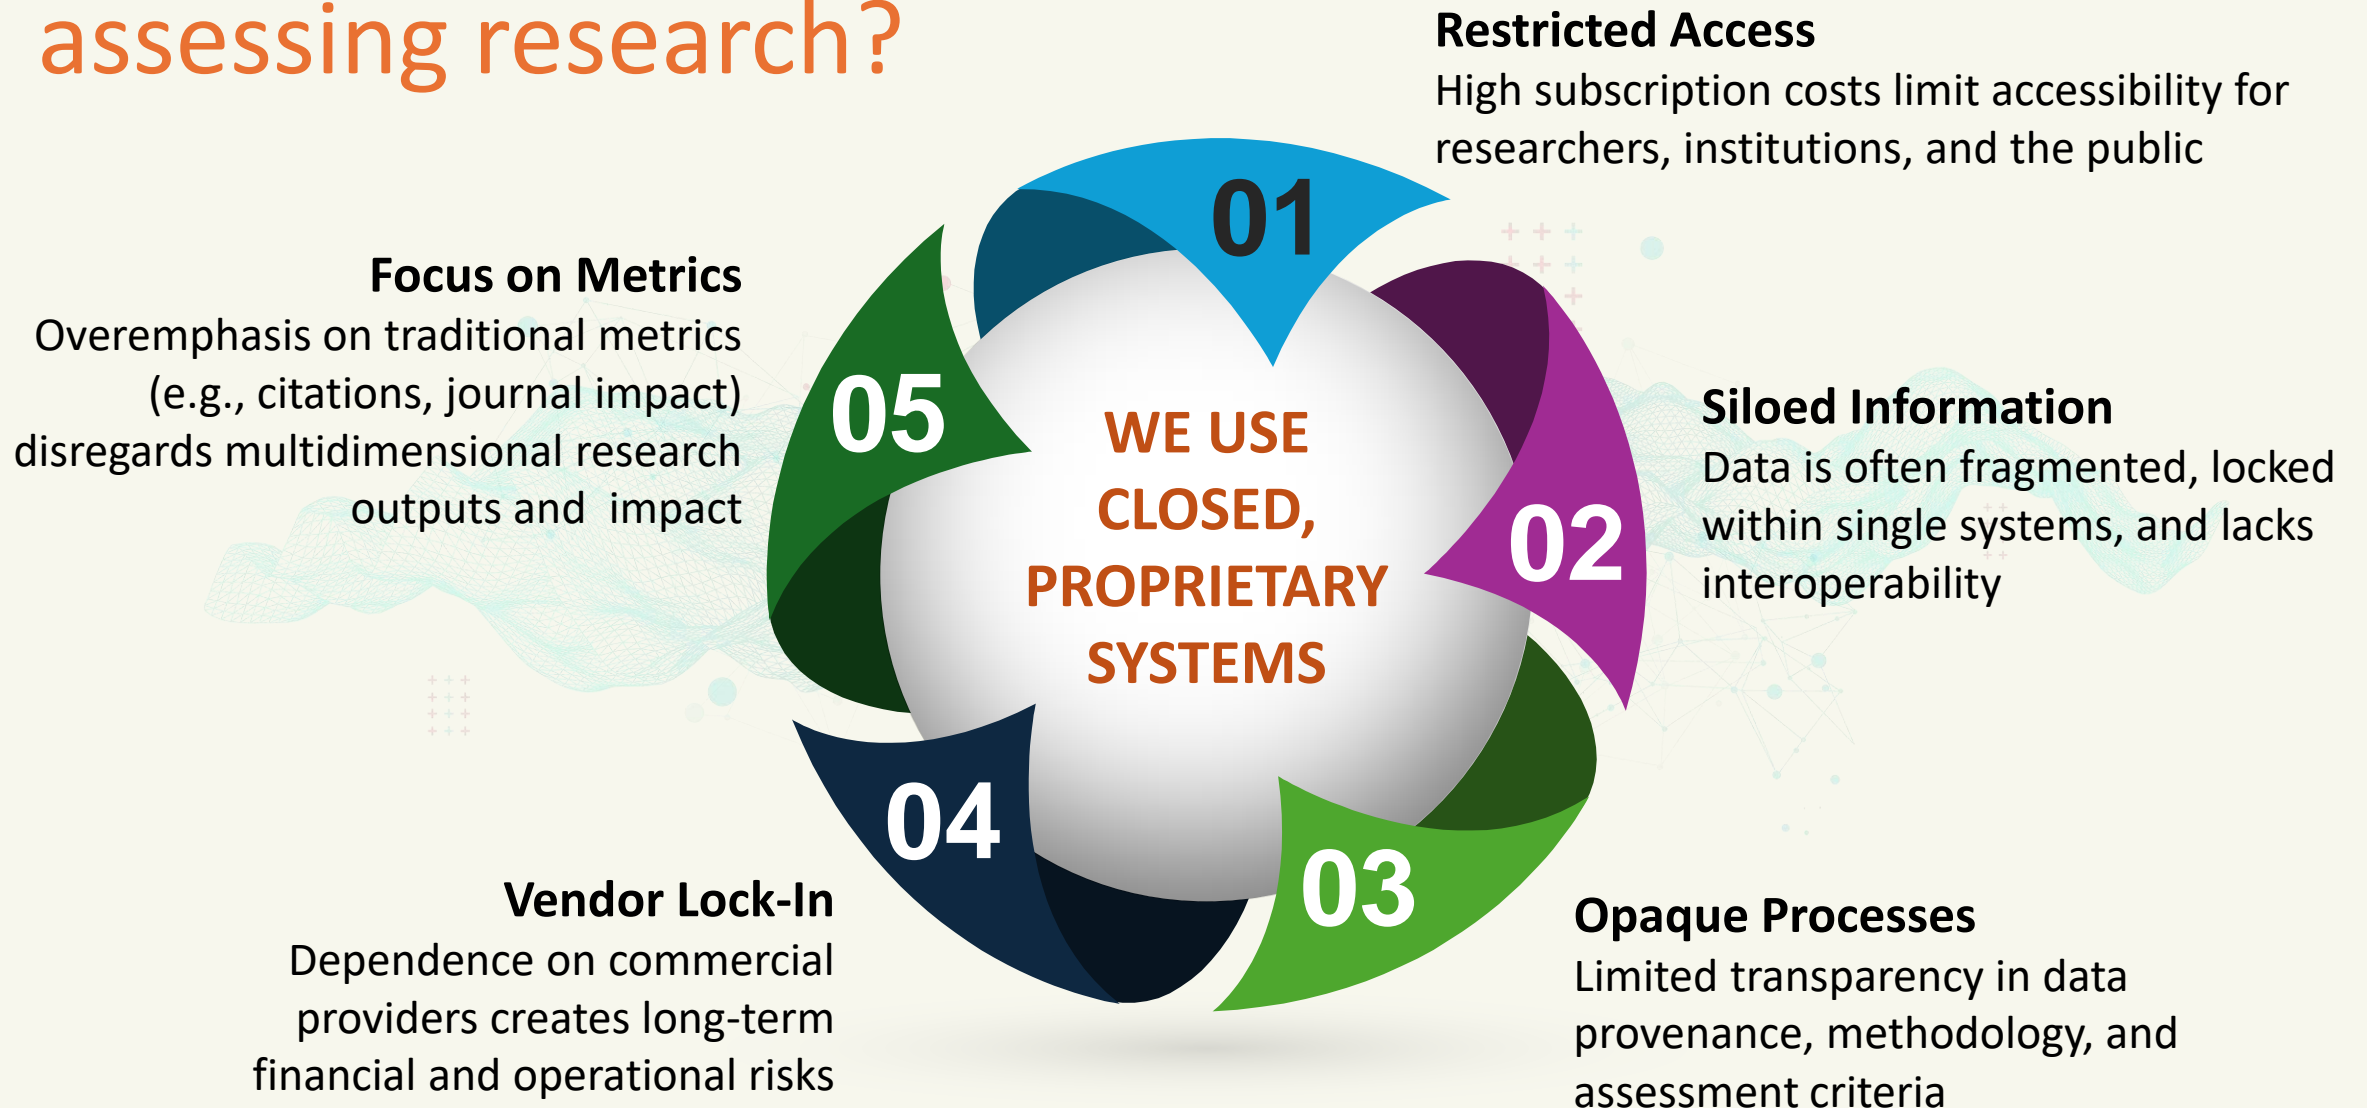 assessing research?
01
Restricted Access
High subscription costs limit accessibility for
researchers, institutions, and the public
02
Siloed Information
Data is often fragmented, locked
within single systems, and lacks
interoperability
03
Opaque Processes
Limited transparency in data
provenance, methodology, and
assessment criteria
04
Vendor Lock-In
Dependence on commercial
providers creates long-term
financial and operational risks
05
Focus on Metrics
Overemphasis on traditional metrics
(e.g., citations, journal impact)
disregards multidimensional research
outputs and  impact
WE USE
CLOSED,
PROPRIETARY
SYSTEMS